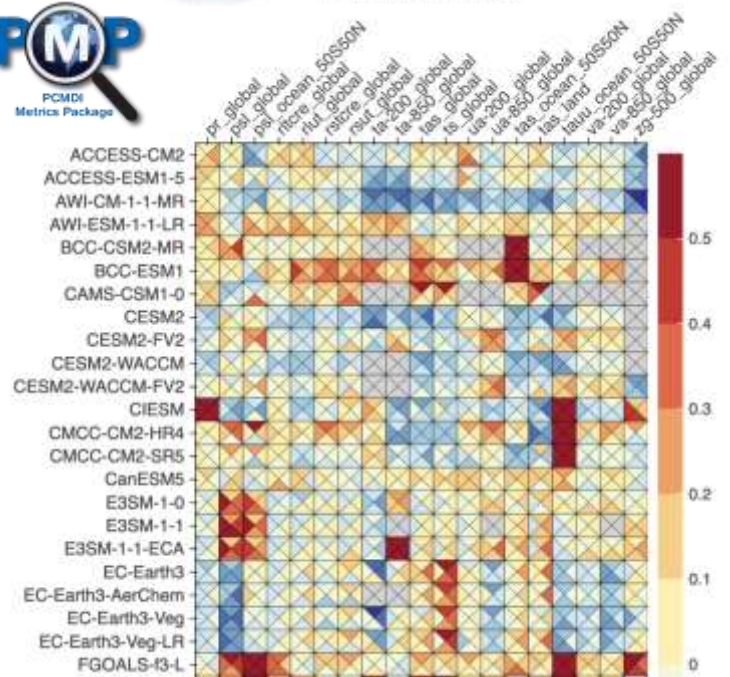 PMP
PCMDI
Metrics Package
pr_global
psl_global
psl_ocean_50S50N
rltcre_global
rlut_global
rstcre_global
rsut_global
ta-200_global
ta-850_global
tas_global
ts_global
ua-200_global
ua-850_global
tas_ocean_50S50N
tas_land
tauu_ocean_50S50N
va-200_global
va-850_global
zg-500_global
ACCESS-CM2
ACCESS-ESM1-5
AWI-CM-1-1-MR
AWI-ESM-1-1-LR
BCC-CSM2-MR
BCC-ESM1
CAMS-CSM1-0
CESM2
CESM2-FV2
CESM2-WACCM
CESM2-WACCM-FV2
CIESM
CMCC-CM2-HR4
CMCC-CM2-SR5
CanESM5
E3SM-1-0
E3SM-1-1
E3SM-1-1-ECA
EC-Earth3
EC-Earth3-AerChem
EC-Earth3-Veg
EC-Earth3-Veg-LR
FGOALS-f3-L
0.5
0.4
0.3
0.2
0.1
0